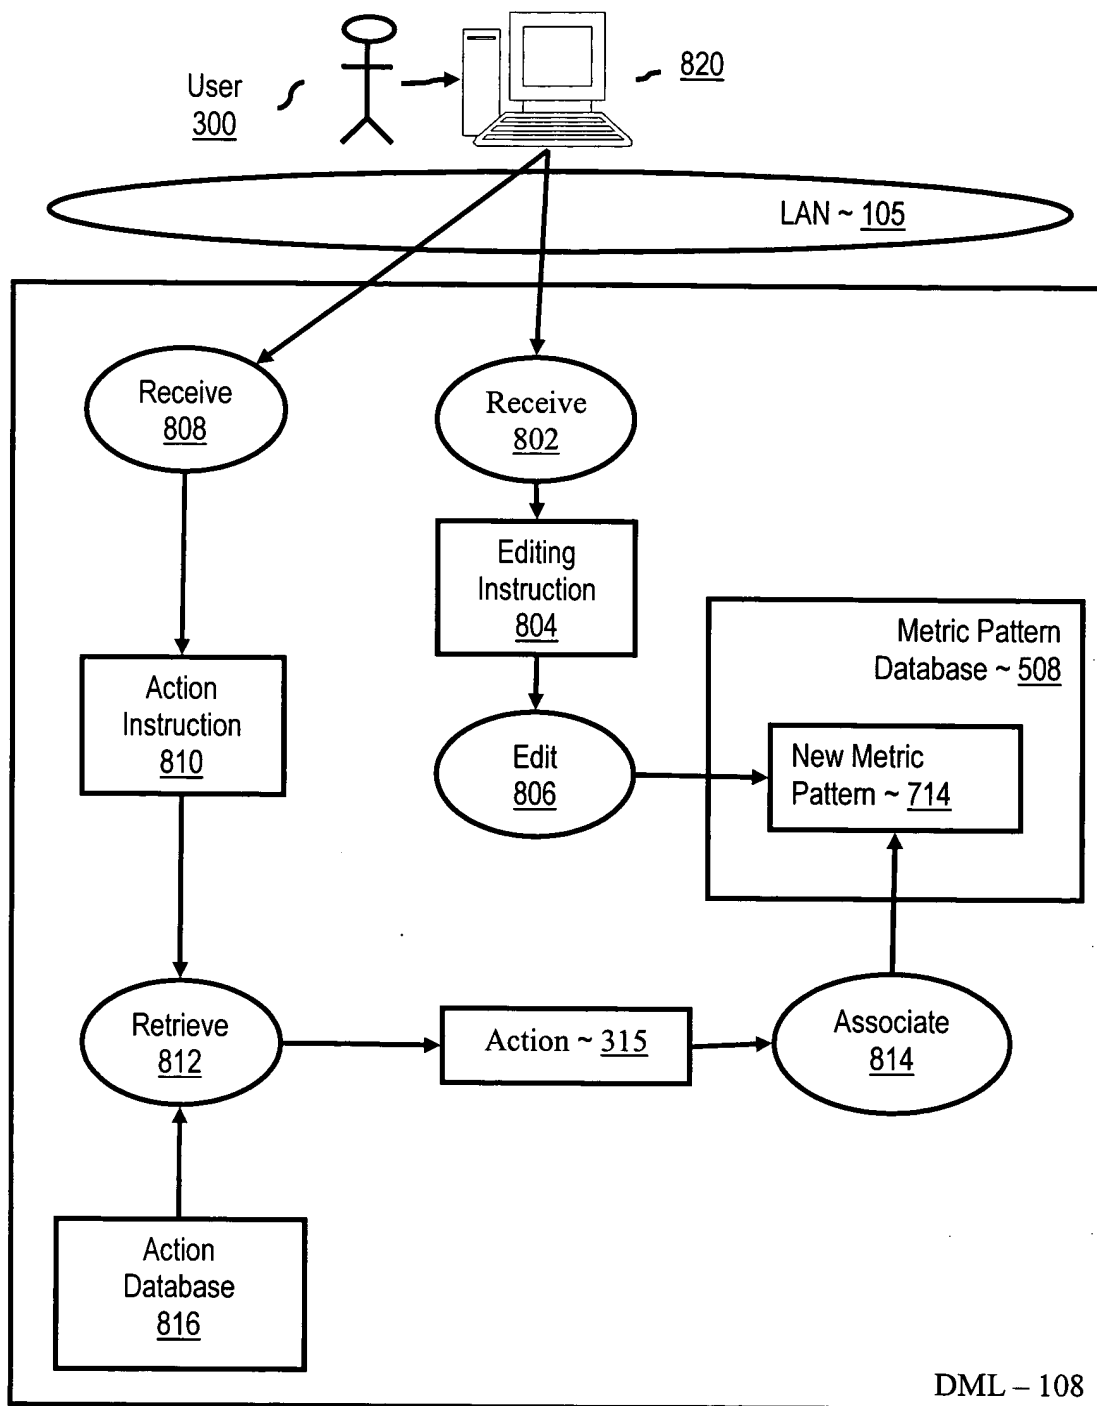 User
300
820
LAN ~ 105
Receive
808
Receive
802
Editing
Instruction
804
Metric Pattern
Database ~ 508
Action
Instruction
810
Edit
806
New Metric
Pattern ~ 714
Retrieve
812
Action ~ 315
Associate
814
Action
Database
816
DML – 108